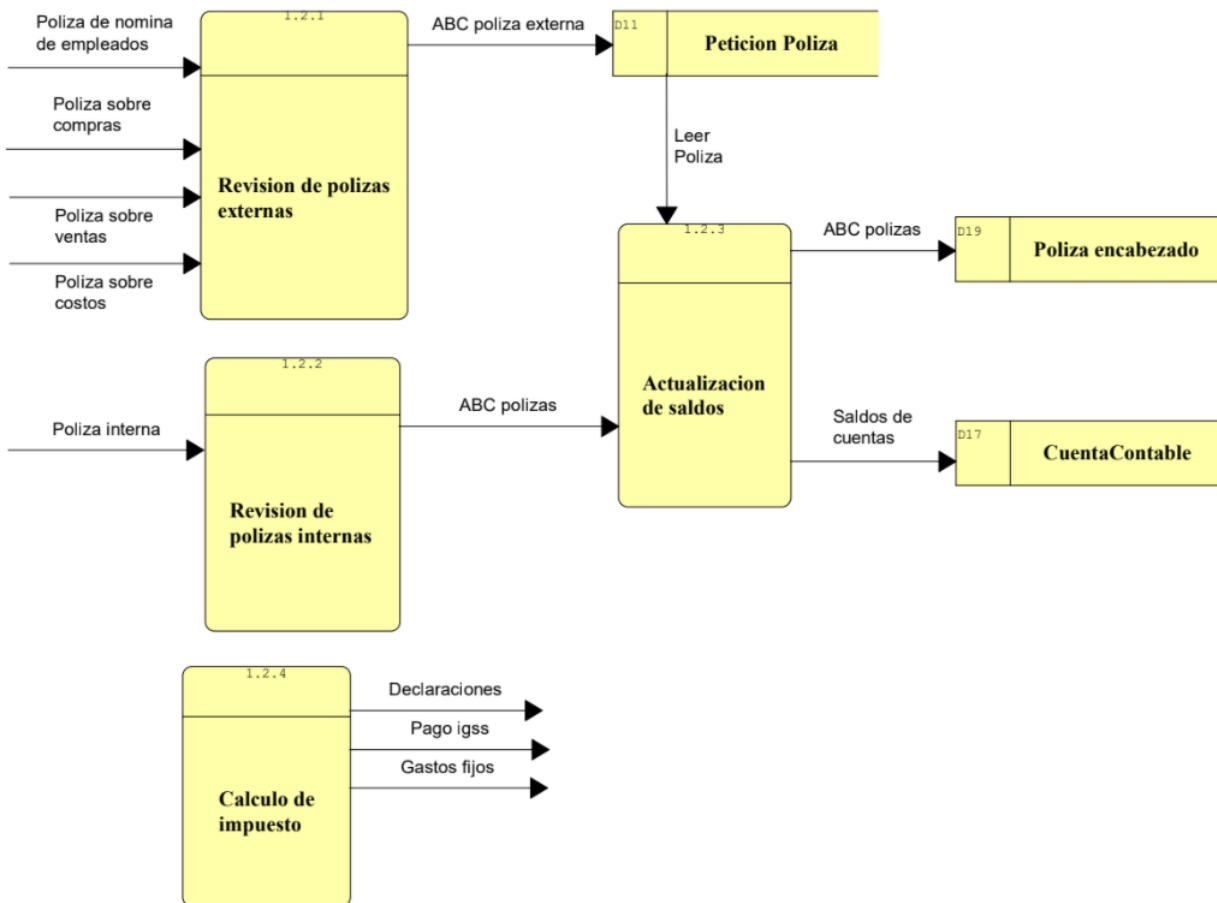 Poliza de nomina
de empleados
Poliza sobre
compras
Poliza sobre
ventas
Poliza sobre
costos
1.2.1
Revision de polizas
externas
ABC poliza externa
D11
Peticion Poliza
Leer
Poliza
1.2.3
Actualizacion
de saldos
ABC polizas
D19
Poliza encabezado
Saldos de
cuentas
D17
CuentaContable
Poliza interna
1.2.2
Revision de
polizas internas
ABC polizas
1.2.4
Calculo de
impuesto
Declaraciones
Pago igss
Gastos fijos